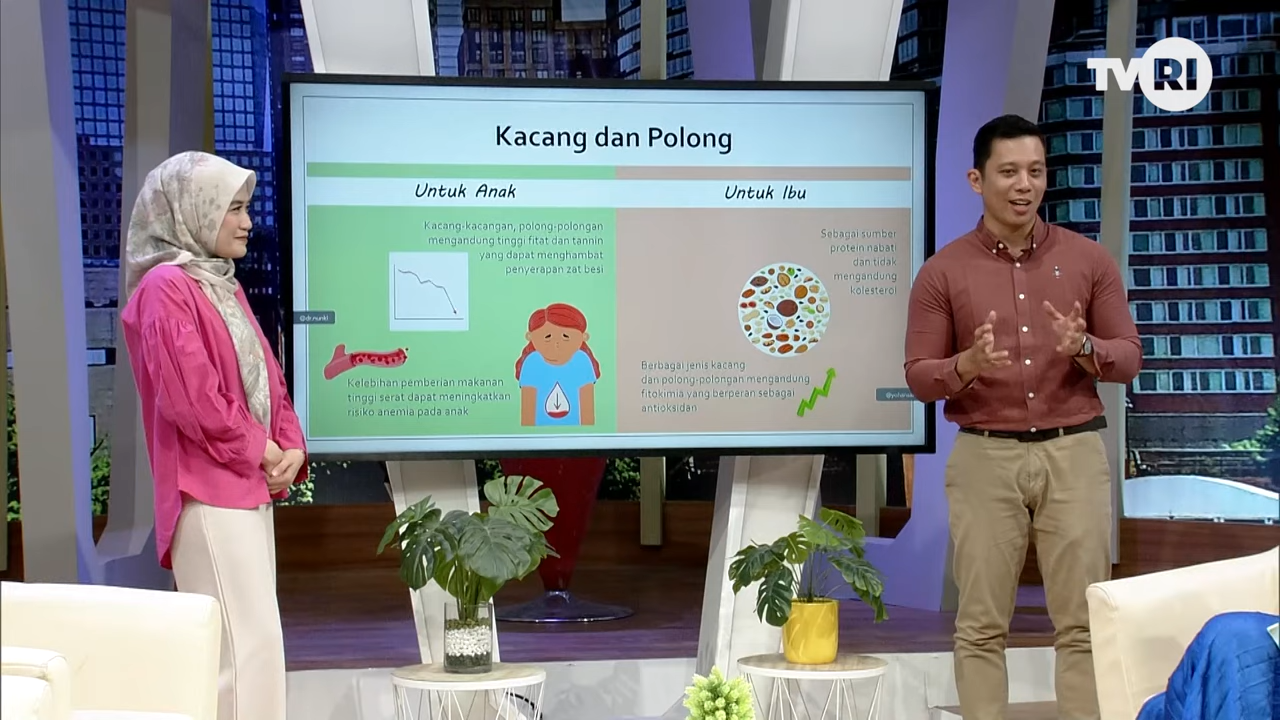 TVRI
Kacang dan Polong
Untuk Anak
Kacang-kacangan, polong-polongan
mengandung tinggi fitat dan tannin
yang dapat menghambat
penyerapan zat besi
@dr.nunki
Kelebihan pemberian makanan
tinggi serat dapat meningkatkan
risiko anemia pada anak
Untuk Ibu
Sebagai sumber
protein nabati
dan tidak
mengandung
kolesterol
Berbagai jenis kacang
dan polong-polongan mengandung
fitokimia yang berperan sebagai
antioksidan